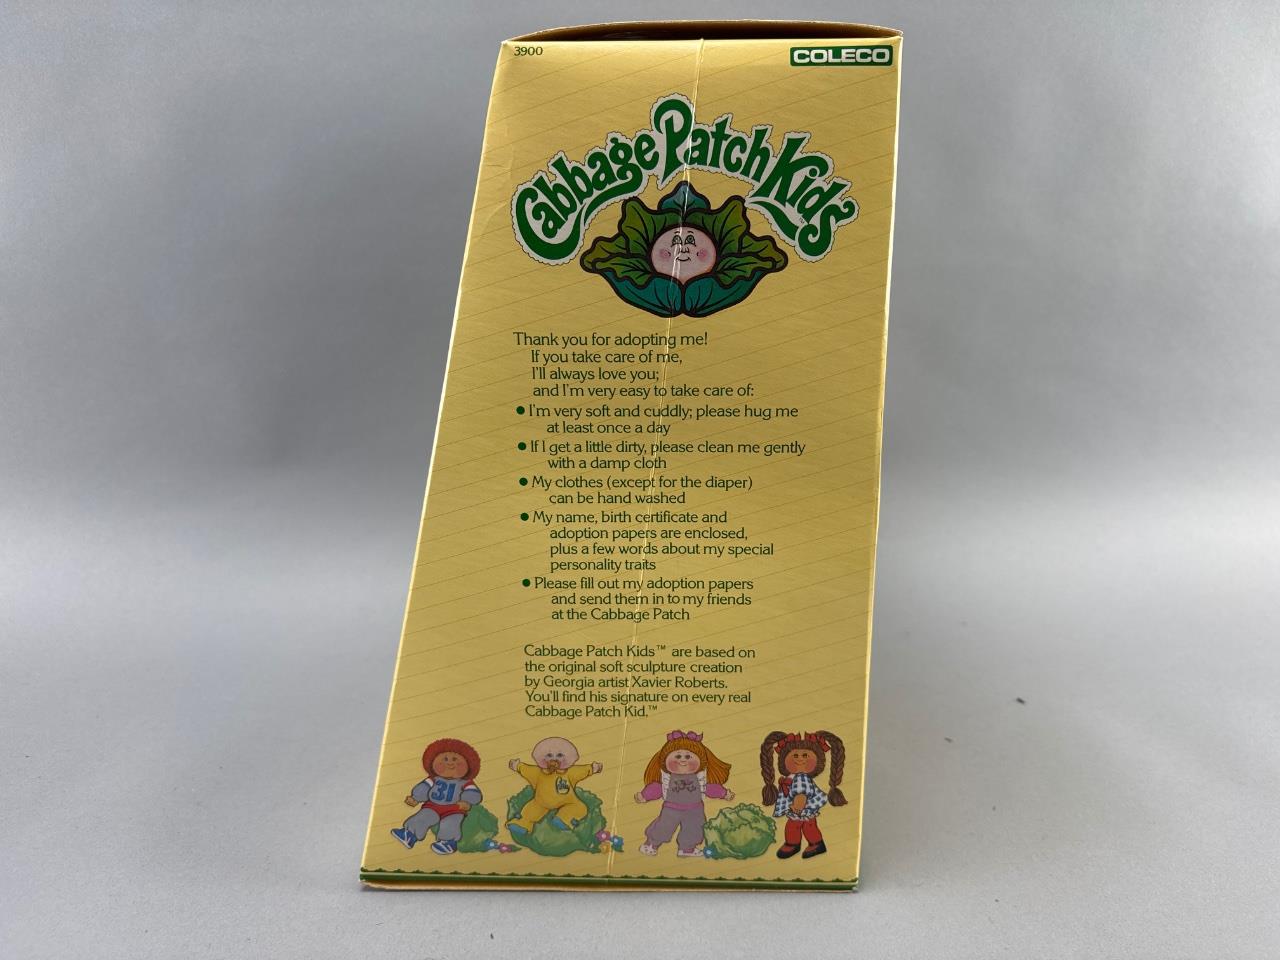 3900
COLECO
Cabbage Patch Kids™
Thank you for adopting me!
If you take care of me,
I'll always love you;
and I'm very easy to take care of:
● I'm very soft and cuddly; please hug me
at least once a day
● If I get a little dirty, please clean me gently
with a damp cloth
● My clothes (except for the diaper)
can be hand washed
● My name, birth certificate and
adoption papers are enclosed,
plus a few words about my special
personality traits
● Please fill out my adoption papers
and send them in to my friends
at the Cabbage Patch
Cabbage Patch Kids™ are based on
the original soft sculpture creation
by Georgia artist Xavier Roberts.
You'll find his signature on every real
Cabbage Patch Kid.™
31